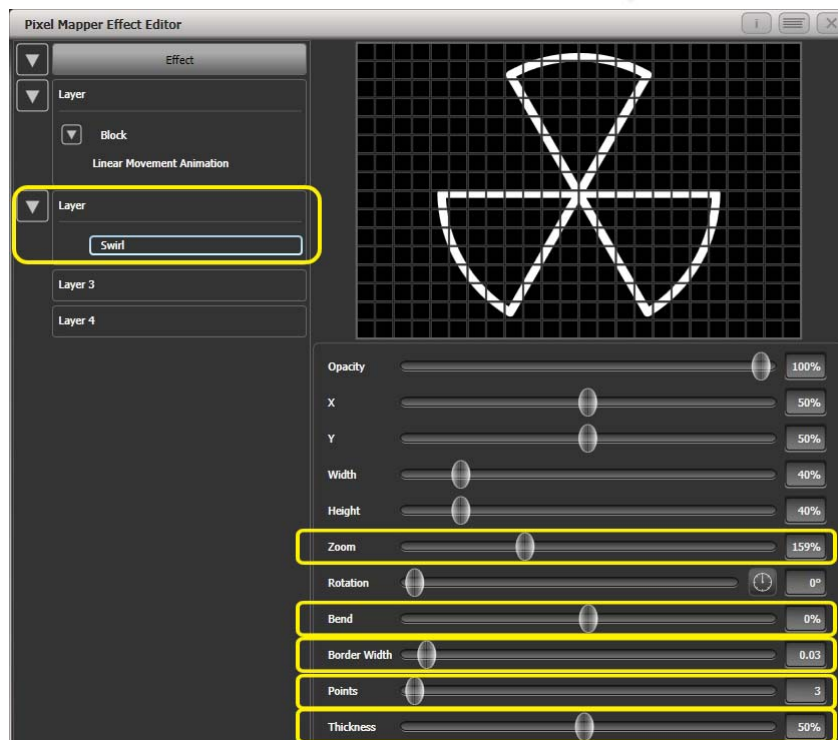 Pixel Mapper Effect Editor
i
Effect
Layer
Block
Linear Movement Animation
Layer
Swirl
Layer 3
Layer 4
Opacity 100%
X 50%
Y 50%
Width 40%
Height 40%
Zoom 159%
Rotation 0°
Bend 0%
Border Width 0.03
Points 3
Thickness 50%